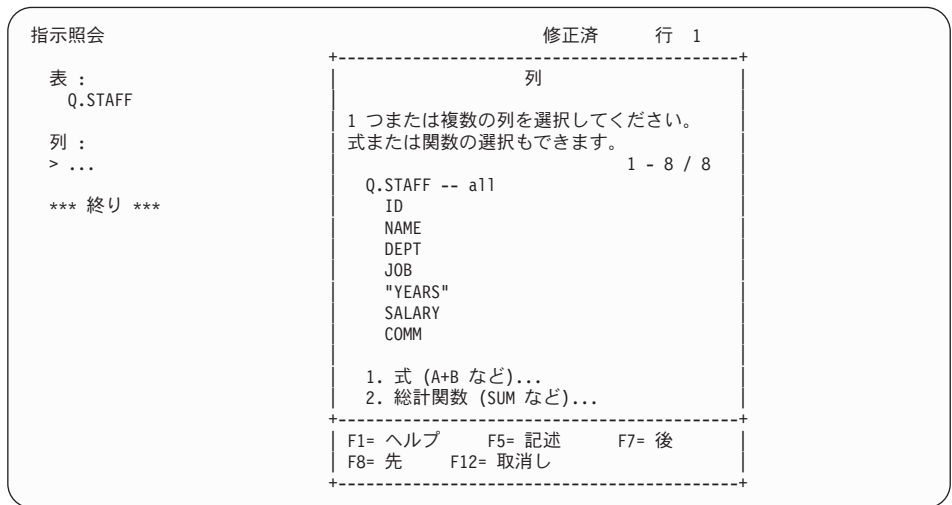 指示照会 修正済 行 1
+--------------------------------------------+
表 : | 列 |
Q.STAFF | |
| 1 つまたは複数の列を選択してください。 |
列 : | 式または関数の選択もできます。 |
> ... | 1 - 8 / 8 |
| Q.STAFF -- all |
*** 終り *** | ID |
| NAME |
| DEPT |
| JOB |
| "YEARS" |
| SALARY |
| COMM |
| |
| 1. 式 (A+B など)... |
| 2. 総計関数 (SUM など)... |
+--------------------------------------------+
| F1= ヘルプ F5= 記述 F7= 後 |
| F8= 先 F12= 取消し |
+--------------------------------------------+